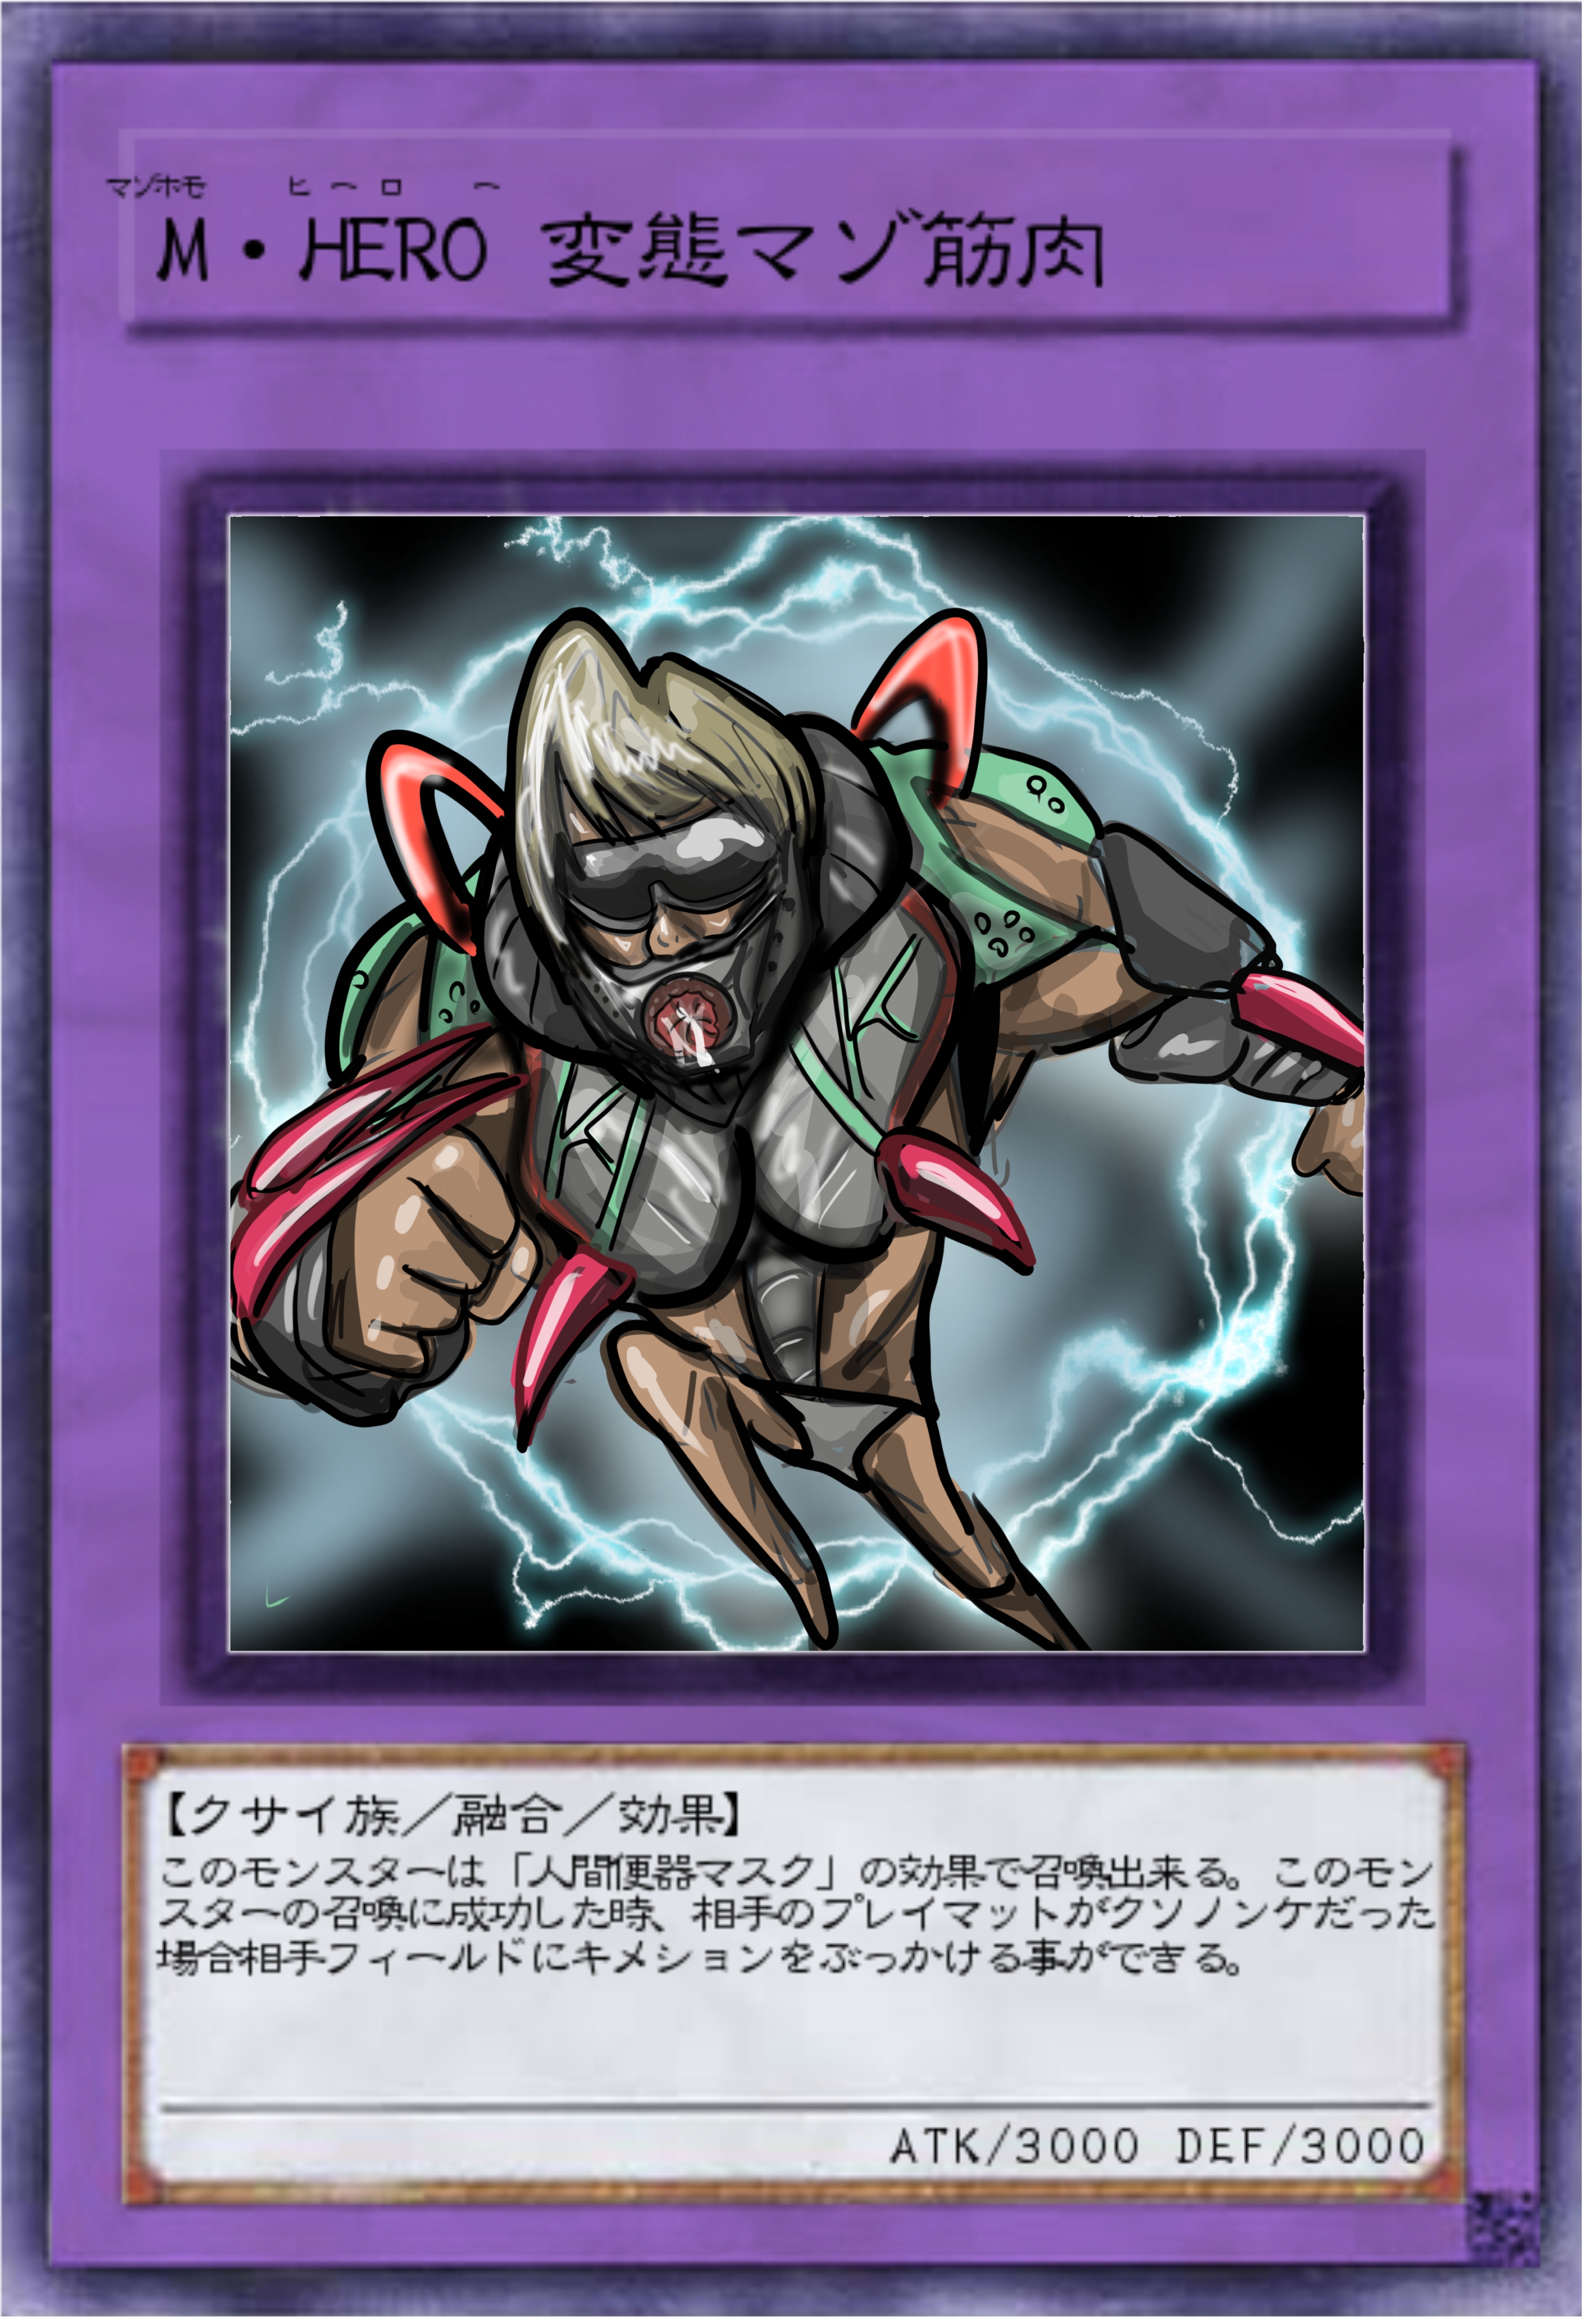 マゾホモ ヒーロー
M・HERO 変態マゾ筋肉
【クサイ族／融合／効果】
このモンスターは「人間便器マスク」の効果で召喚出来る。このモン
スターの召喚に成功した時、相手のプレイマットがクソノンケだった
場合相手フィールドにキメションをぶっかける事ができる。
ATK/3000 DEF/3000